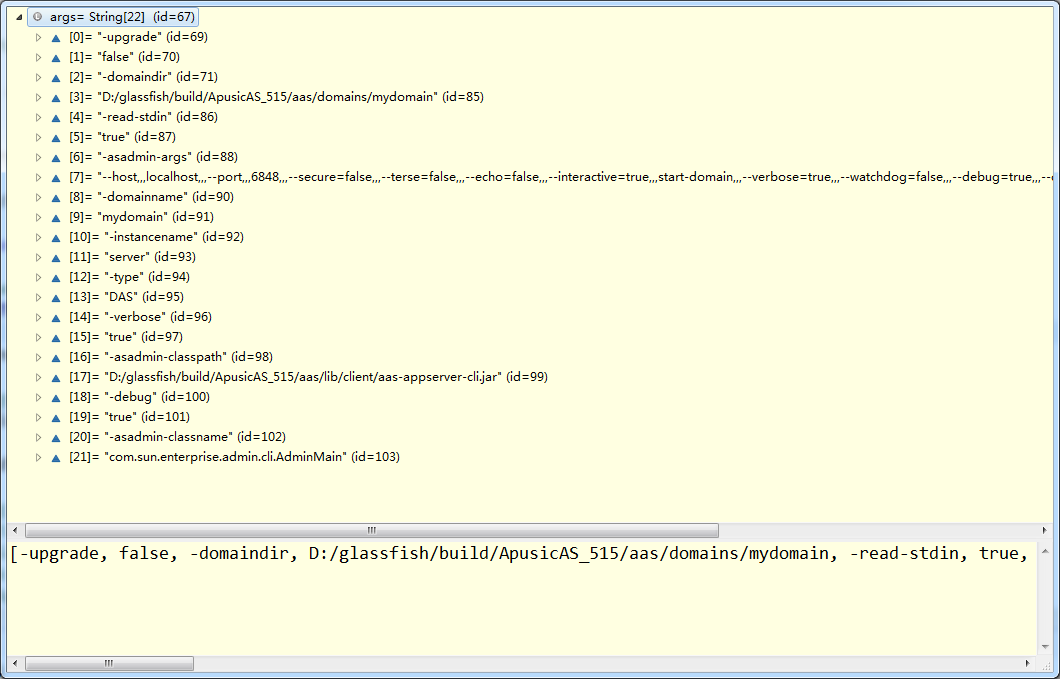 args= String[22] (id=67)
[0]= "-upgrade" (id=69)
[1]= "false" (id=70)
[2]= "-domaindir" (id=71)
[3]= "D:/glassfish/build/ApusicAS_515/aas/domains/mydomain" (id=85)
[4]= "-read-stdin" (id=86)
[5]= "true" (id=87)
[6]= "-asadmin-args" (id=88)
[7]= "--host,,,localhost,,,--port,,,6848,,,--secure=false,,,--terse=false,,,--echo=false,,,--interactive=true,,,start-domain,,,--verbose=true,,,--watchdog=false,,,--debug=true,,,--
[8]= "-domainname" (id=90)
[9]= "mydomain" (id=91)
[10]= "-instancename" (id=92)
[11]= "server" (id=93)
[12]= "-type" (id=94)
[13]= "DAS" (id=95)
[14]= "-verbose" (id=96)
[15]= "true" (id=97)
[16]= "-asadmin-classpath" (id=98)
[17]= "D:/glassfish/build/ApusicAS_515/aas/lib/client/aas-appserver-cli.jar" (id=99)
[18]= "-debug" (id=100)
[19]= "true" (id=101)
[20]= "-asadmin-classname" (id=102)
[21]= "com.sun.enterprise.admin.cli.AdminMain" (id=103)
[-upgrade, false, -domaindir, D:/glassfish/build/ApusicAS_515/aas/domains/mydomain, -read-stdin, true,